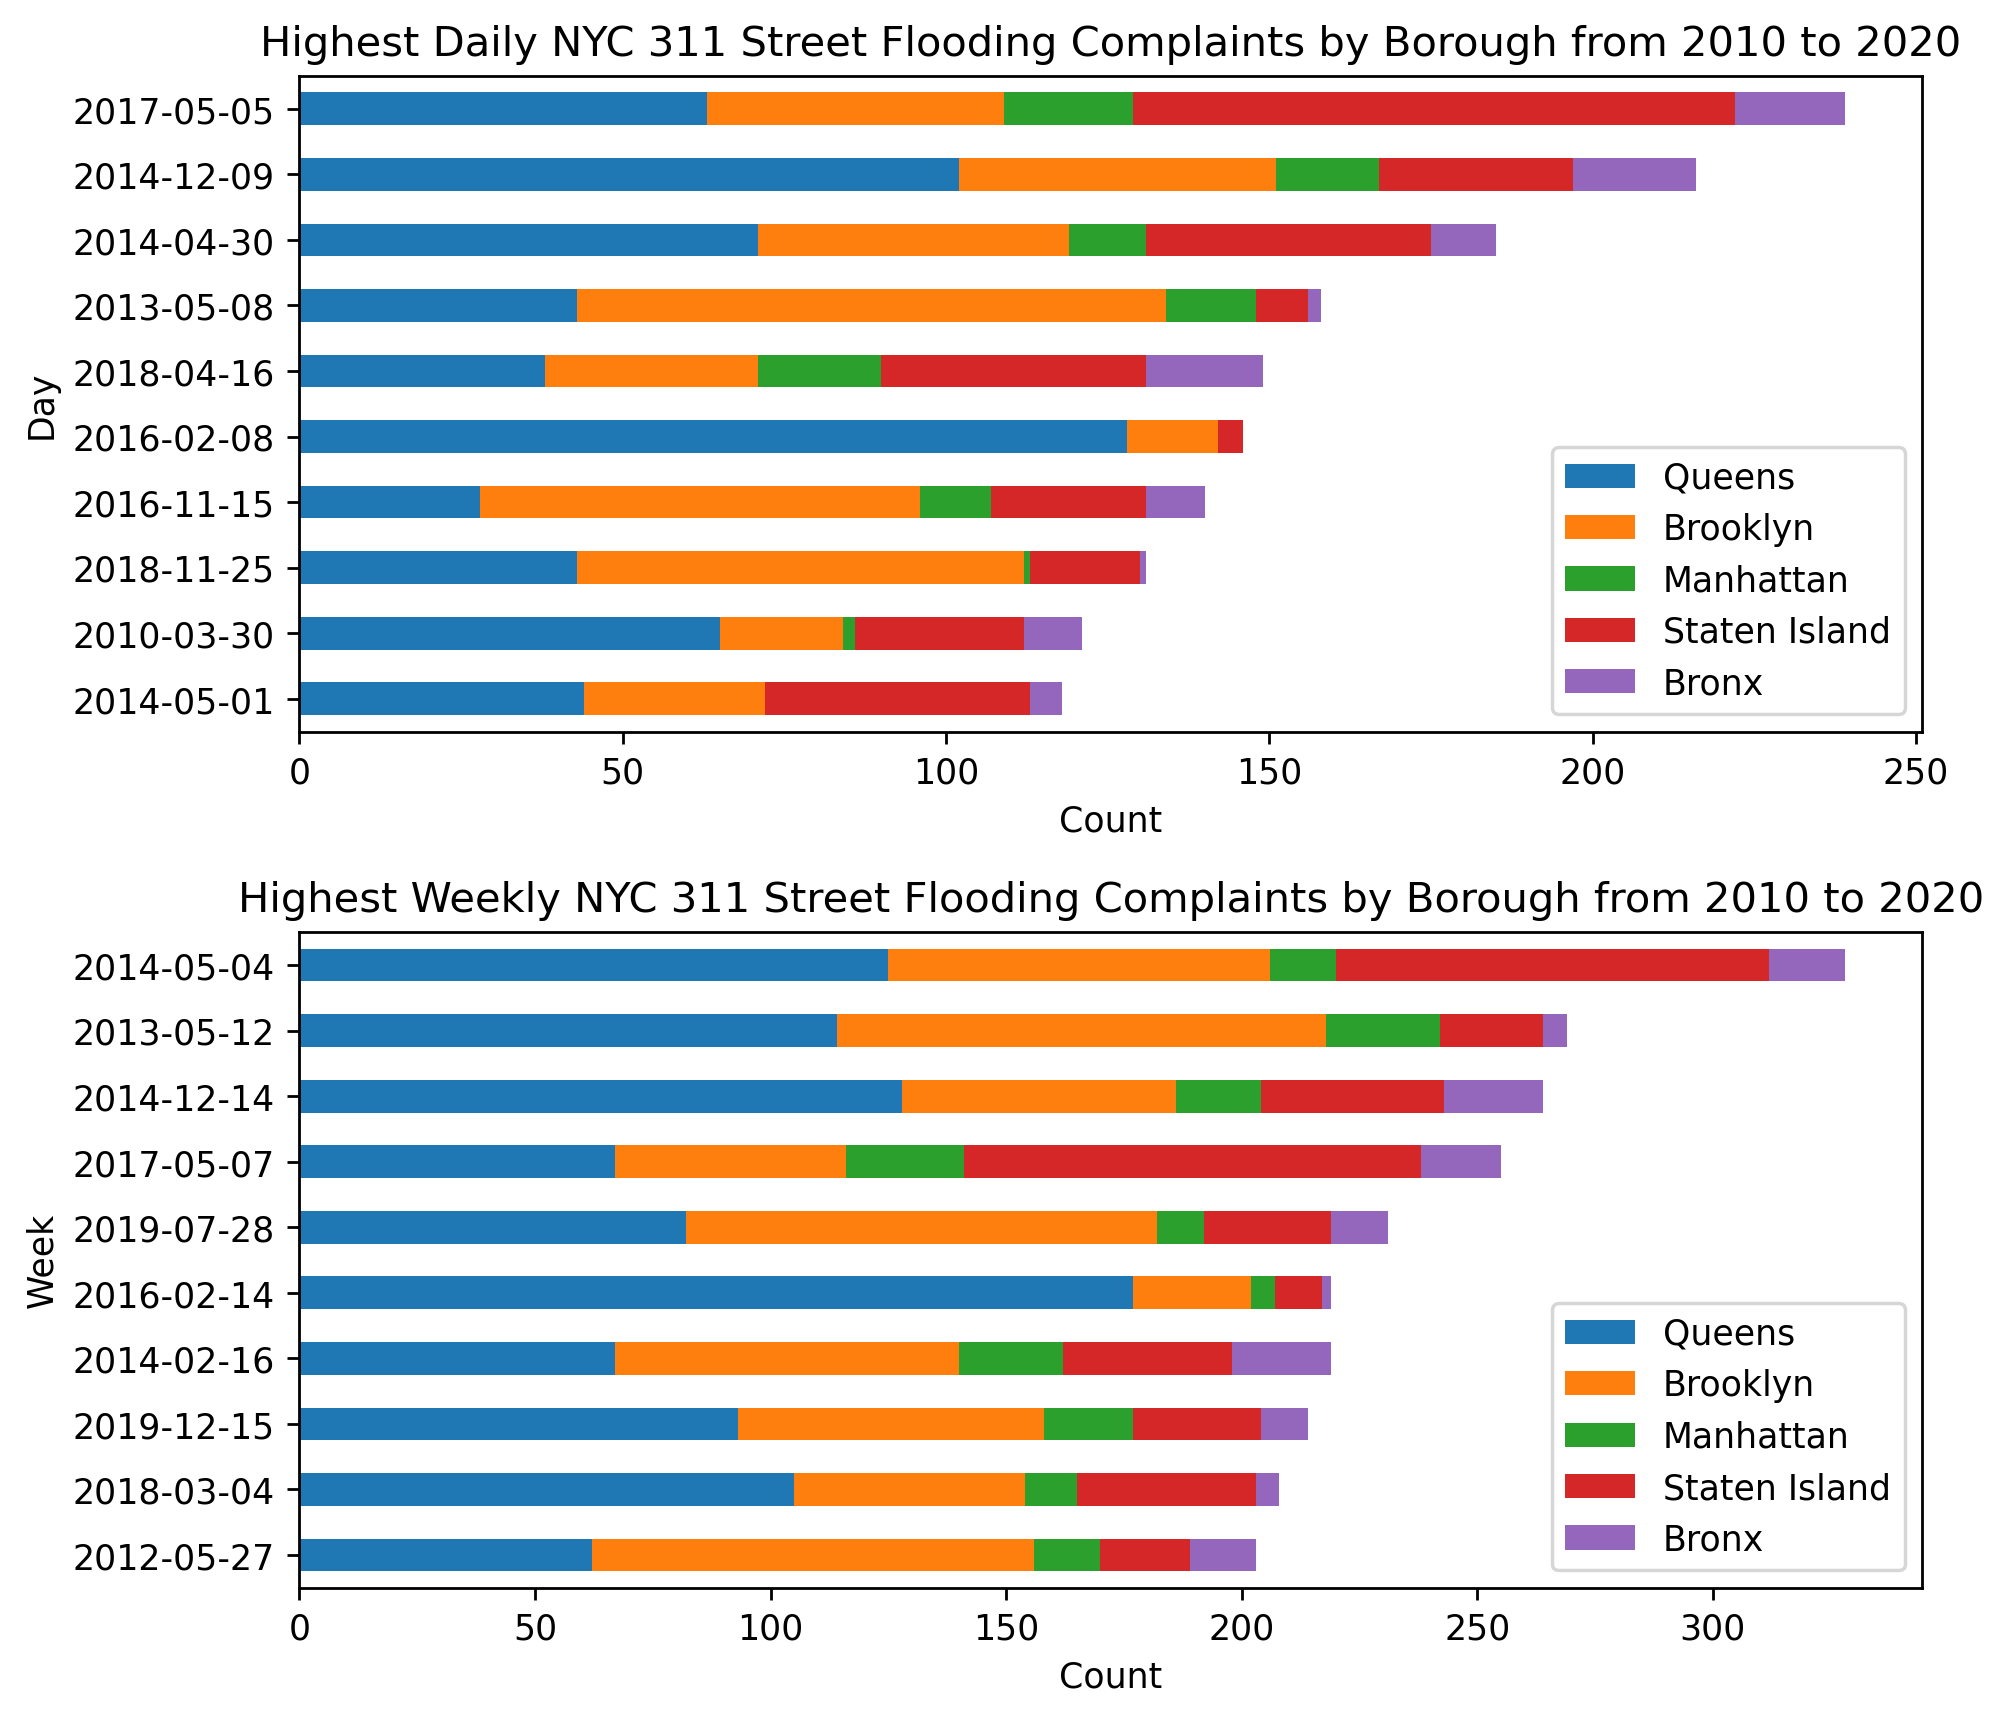 Highest Daily NYC 311 Street Flooding Complaints by Borough from 2010 to 2020
Day
2017-05-05
2014-12-09
2014-04-30
2013-05-08
2018-04-16
2016-02-08
2016-11-15
2018-11-25
2010-03-30
2014-05-01
Queens
Brooklyn
Manhattan
Staten Island
Bronx
0 50 100 150 200 250
Count
Highest Weekly NYC 311 Street Flooding Complaints by Borough from 2010 to 2020
Week
2014-05-04
2013-05-12
2014-12-14
2017-05-07
2019-07-28
2016-02-14
2014-02-16
2019-12-15
2018-03-04
2012-05-27
Queens
Brooklyn
Manhattan
Staten Island
Bronx
0 50 100 150 200 250 300
Count